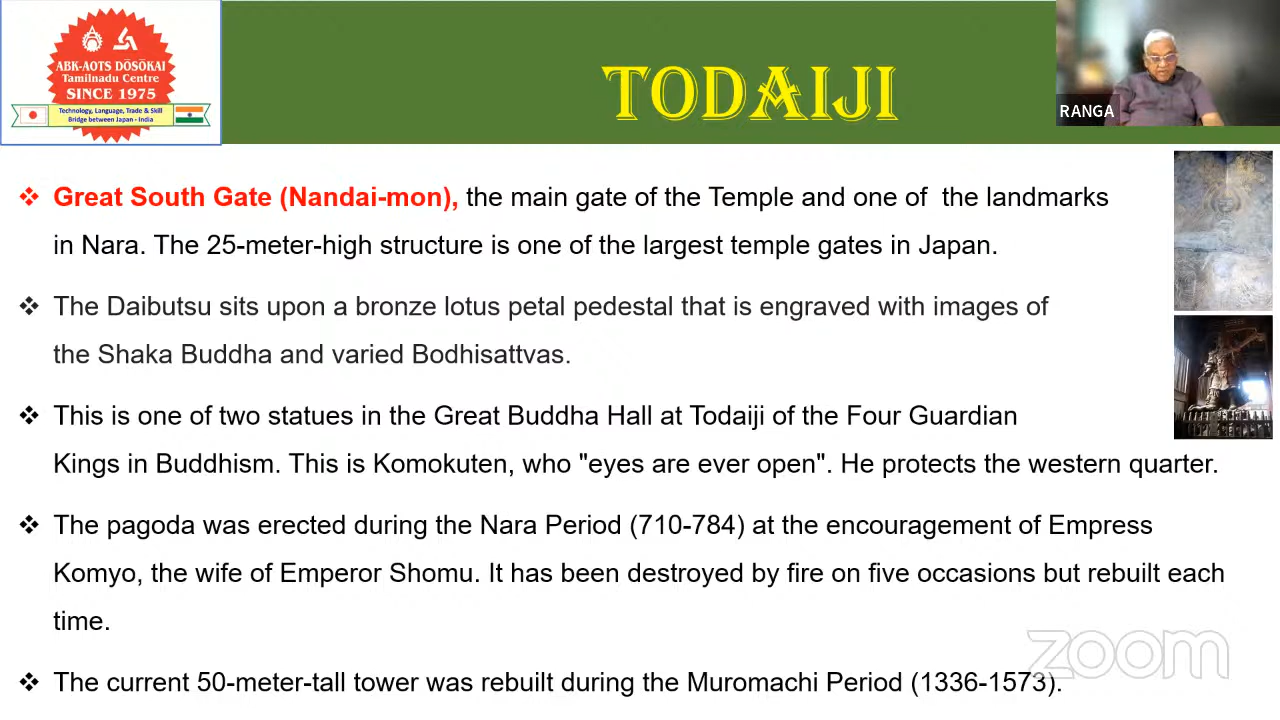 ABK-AOTS DŌSŌKAI
Tamilnadu Centre
SINCE 1975
Technology, Language, Trade & Skill
Bridge between Japan - India
TODAIJI
RANGA
Great South Gate (Nandai-mon), the main gate of the Temple and one of the landmarks
in Nara. The 25-meter-high structure is one of the largest temple gates in Japan.
The Daibutsu sits upon a bronze lotus petal pedestal that is engraved with images of
the Shaka Buddha and varied Bodhisattvas.
This is one of two statues in the Great Buddha Hall at Todaiji of the Four Guardian
Kings in Buddhism. This is Komokuten, who "eyes are ever open". He protects the western quarter.
The pagoda was erected during the Nara Period (710-784) at the encouragement of Empress
Komyo, the wife of Emperor Shomu. It has been destroyed by fire on five occasions but rebuilt each
time.
The current 50-meter-tall tower was rebuilt during the Muromachi Period (1336-1573).
zoom